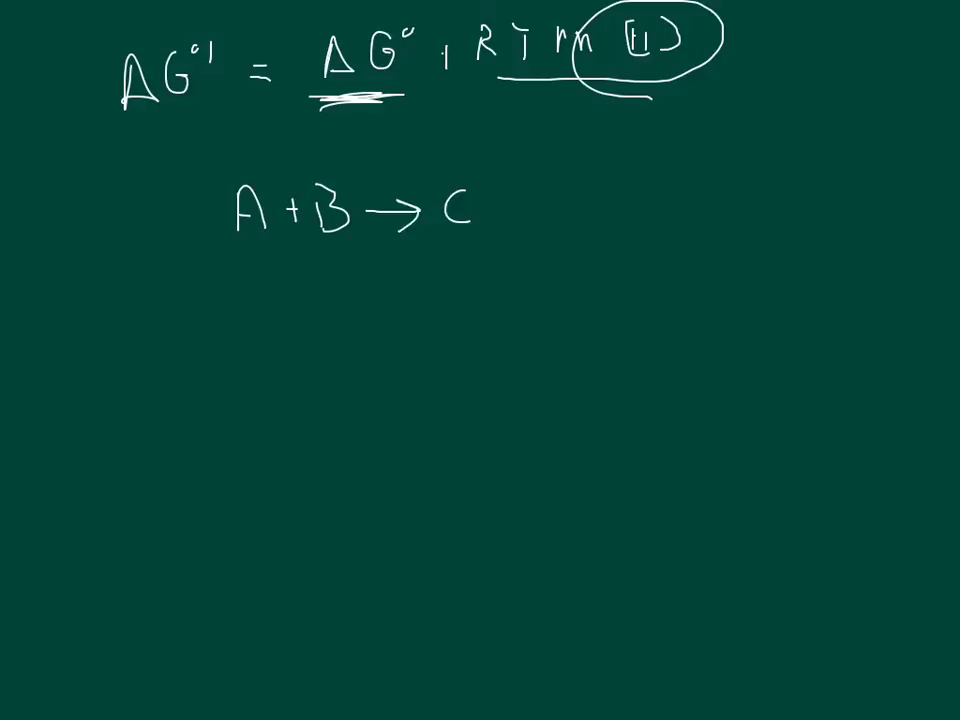 ΔG°' = ΔG° + RT ln [H]
A + B → C